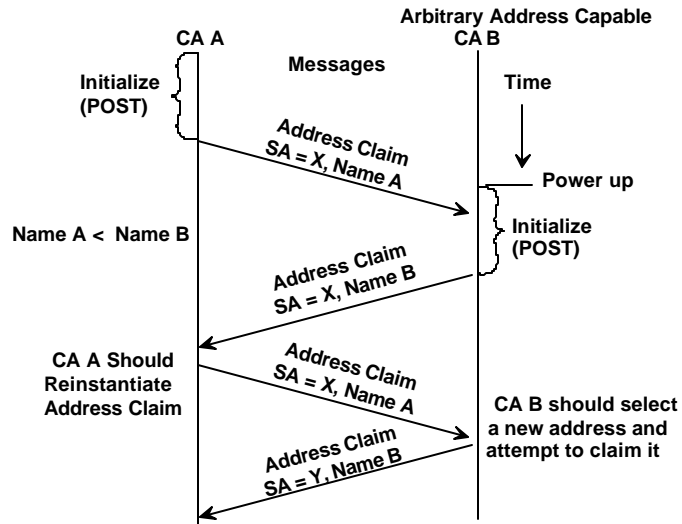 Arbitrary Address Capable
CA A
CA B
Messages
Initialize
(POST)
Time
Address Claim
SA = X, Name A
Power up
Name A < Name B
Initialize
(POST)
Address Claim
SA = X, Name B
CA A Should
Reinstantiate
Address Claim
Address Claim
SA = X, Name A
CA B should select
a new address and
attempt to claim it
Address Claim
SA = Y, Name B